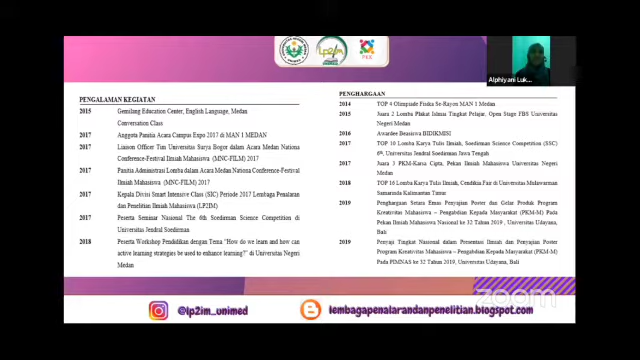 Alphiyani Luk...
PENGALAMAN KEGIATAN
2015 Gemilang Education Center, English Language, Medan
Conversation Class
2017 Anggota Panitia Acara Campus Expo 2017 di MAN 1 MEDAN
2017 Liaison Officer Tim Universitas Surya Bogor dalam Acara Medan Nationa
Conference-Festival Ilmiah Mahasiswa (MNC-FILM) 2017
2017 Panitia Administrasi Lomba dalam Acara Medan Nationa Conference-Festival
Ilmiah Mahasiswa (MNC-FILM) 2017
2017 Kepala Divisi Smart Intensive Class (SIC) Periode 2017 Lembaga Penalaran
dan Penelitian Ilmiah Mahasiswa (LP2IM)
2017 Peserta Seminar Nasional The 6th Soedirman Science Competition di
Universitas Jendral Soedirman
2018 Peserta Workshop Pendidikan dengan Tema "How do we learn and how can
active learning strategies be used to enhance learning?" di Universitas Negeri
Medan
PENGHARGAAN
2014 TOP 4 Olimpiade Fisika Se-Rayon MAN 1 Medan
2015 Juara 2 Lomba Plakat Idznai Tingkat Pelajar, Open Stage FBS Universitas
Negeri Medan
2016 Awardee Beasiswa BIDIKMISI
2017 TOP 10 Lomba Karya Tulis Ilmiah, Soedirman Science Competition (SSC)
6th, Universitas Jendral Soedirman Jawa Tengah
2017 Juara 3 PKM-Karsa Cipta, Pekan Ilmiah Mahasiswa Universitas Negeri
Medan
2018 TOP 16 Lomba Karya Tulis Ilmiah, Cendikia Fair di Universitas Mulawarman
Samarinda Kalimantan Timur
2019 Penghargaan Setara Emas Penyajian Poster dan Gelar Produk Program
Kreativitas Mahasiswa – Pengabdian Kepada Masyarakat (PKM-M) Pada
Pekan Ilmiah Mahasiswa Nasional ke 32 Tahun 2019 , Universitas Udayana,
Bali
2019 Penyaji Tingkat Nasional dalam Presentasi Ilmiah dan Penyajian Poster
Program Kreativitas Mahasiswa – Pengabdian Kepada Masyarakat (PKM-M)
Pada PIMNAS ke 32 Tahun 2019, Universitas Udayana, Bali
zoom
@lp2im_unimed
lembagapenalarandanpenelitian.blogspot.com